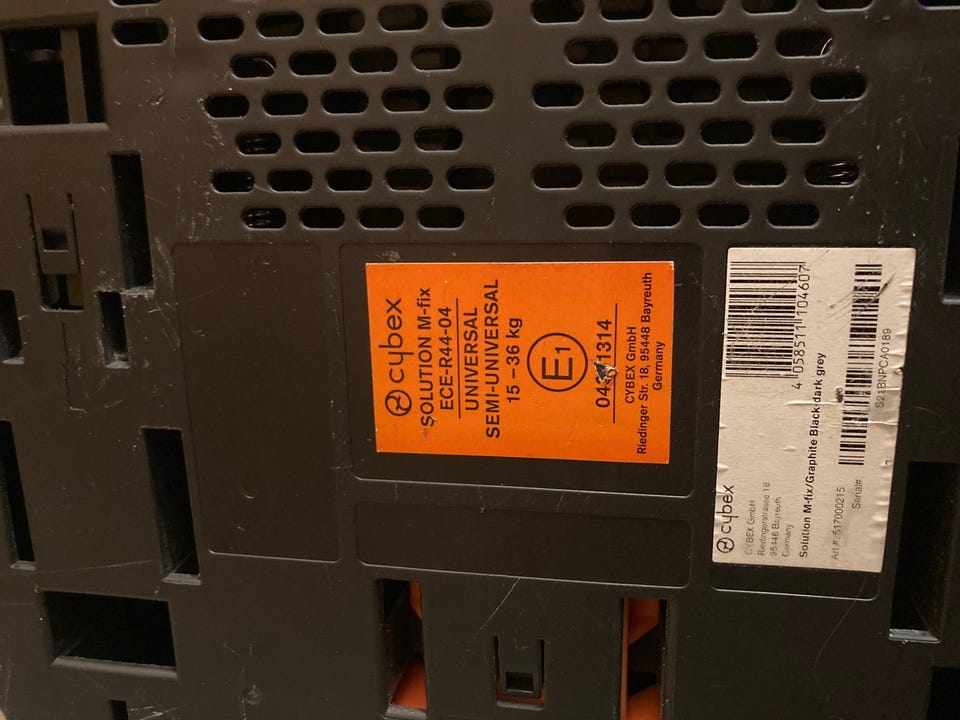 cybex
SOLUTION M-fix
ECE-R44-04
UNIVERSAL
SEMI-UNIVERSAL
15 – 36 kg
E1
CYBEX GmbH
Riedinger Str. 18, 95448 Bayreuth
Germany
cybex
CYBEX GmbH
Riedingerstrasse 18
95448 Bayreuth
Germany
4 058511 104607
Solution M-fix/Graphite Black-dark grey
Art.#: 517000215
Serial#
S21BNPCA0189